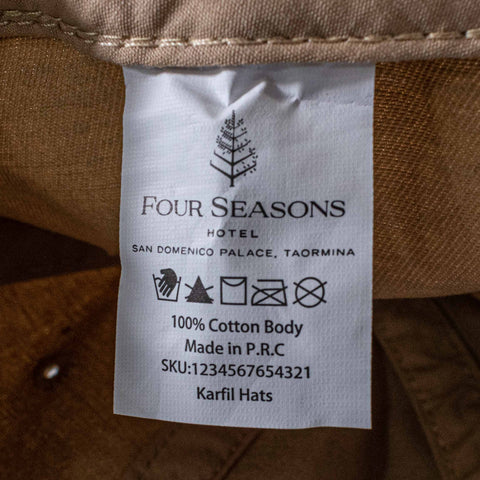 FOUR SEASONS
HOTEL
SAN DOMENICO PALACE, TAORMINA
100% Cotton Body
Made in P.R.C
SKU:1234567654321
Karfil Hats